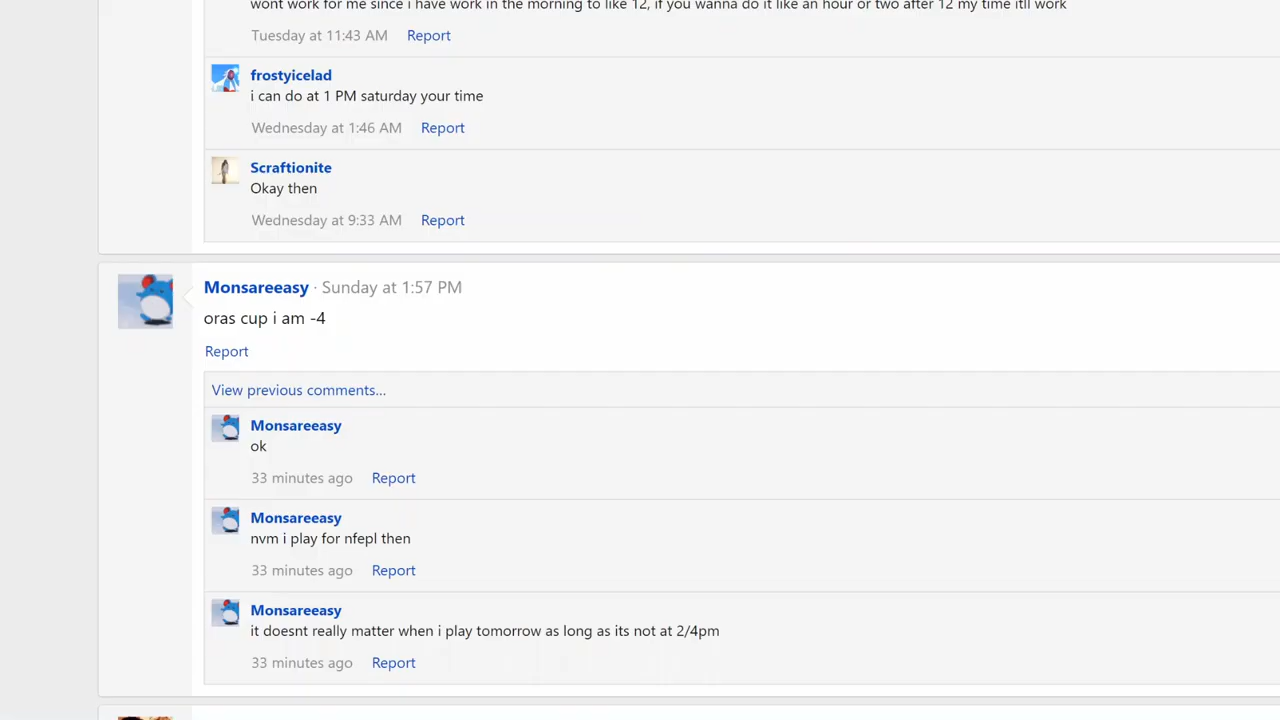 wont work for me since i have work in the morning to like 12, if you wanna do it like an hour or two after 12 my time itll work
Tuesday at 11:43 AM Report
frostyicelad
i can do at 1 PM saturday your time
Wednesday at 1:46 AM Report
Scraftionite
Okay then
Wednesday at 9:33 AM Report
Monsareeasy · Sunday at 1:57 PM
oras cup i am -4
Report
View previous comments...
Monsareeasy
ok
33 minutes ago Report
Monsareeasy
nvm i play for nfepl then
33 minutes ago Report
Monsareeasy
it doesnt really matter when i play tomorrow as long as its not at 2/4pm
33 minutes ago Report